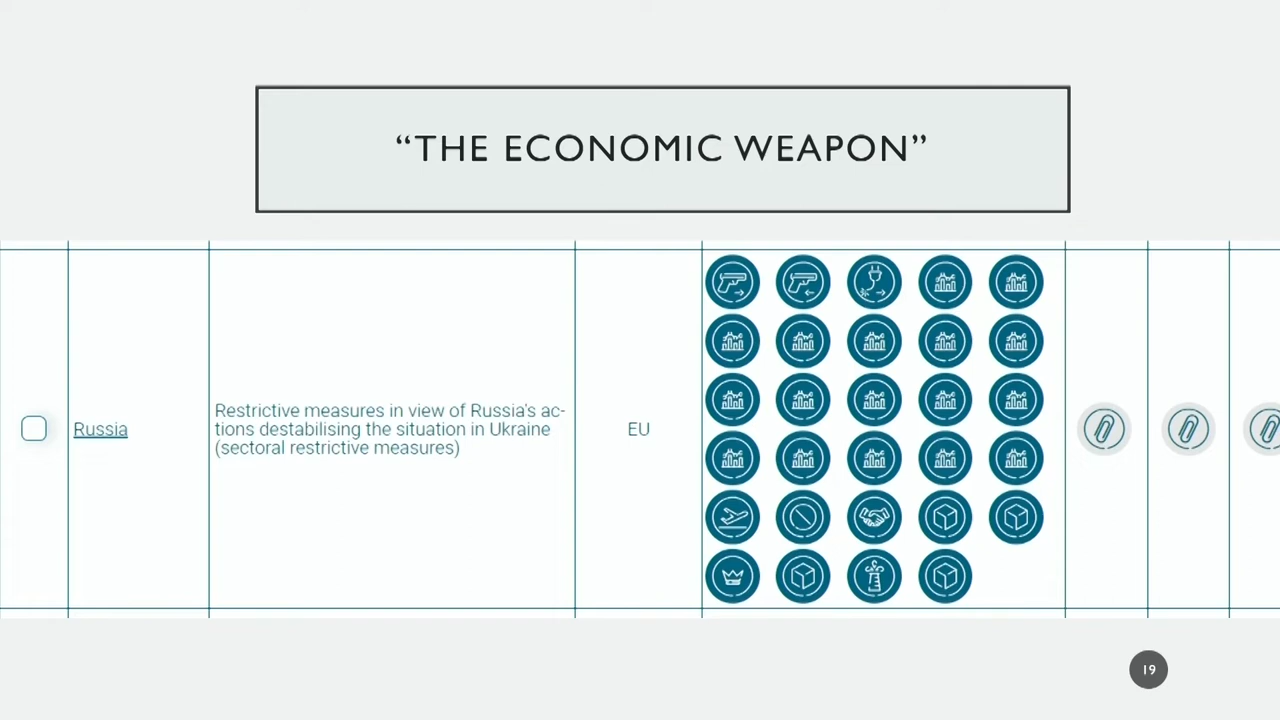 “THE ECONOMIC WEAPON”
Russia
Restrictive measures in view of Russia's ac-
tions destabilising the situation in Ukraine
(sectoral restrictive measures)
EU
19